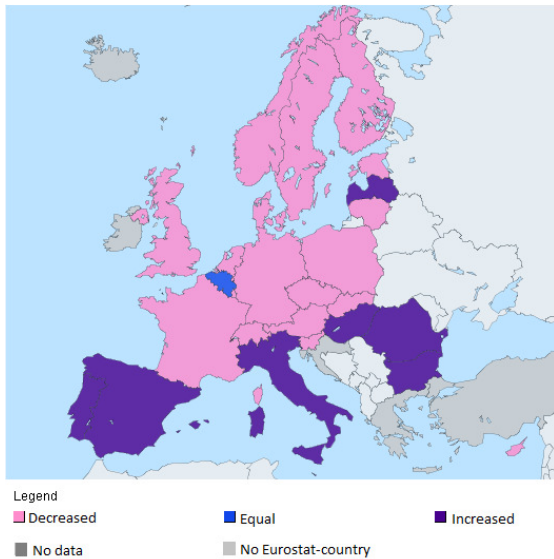 Legend
Decreased
Equal
Increased
No data
No Eurostat-country